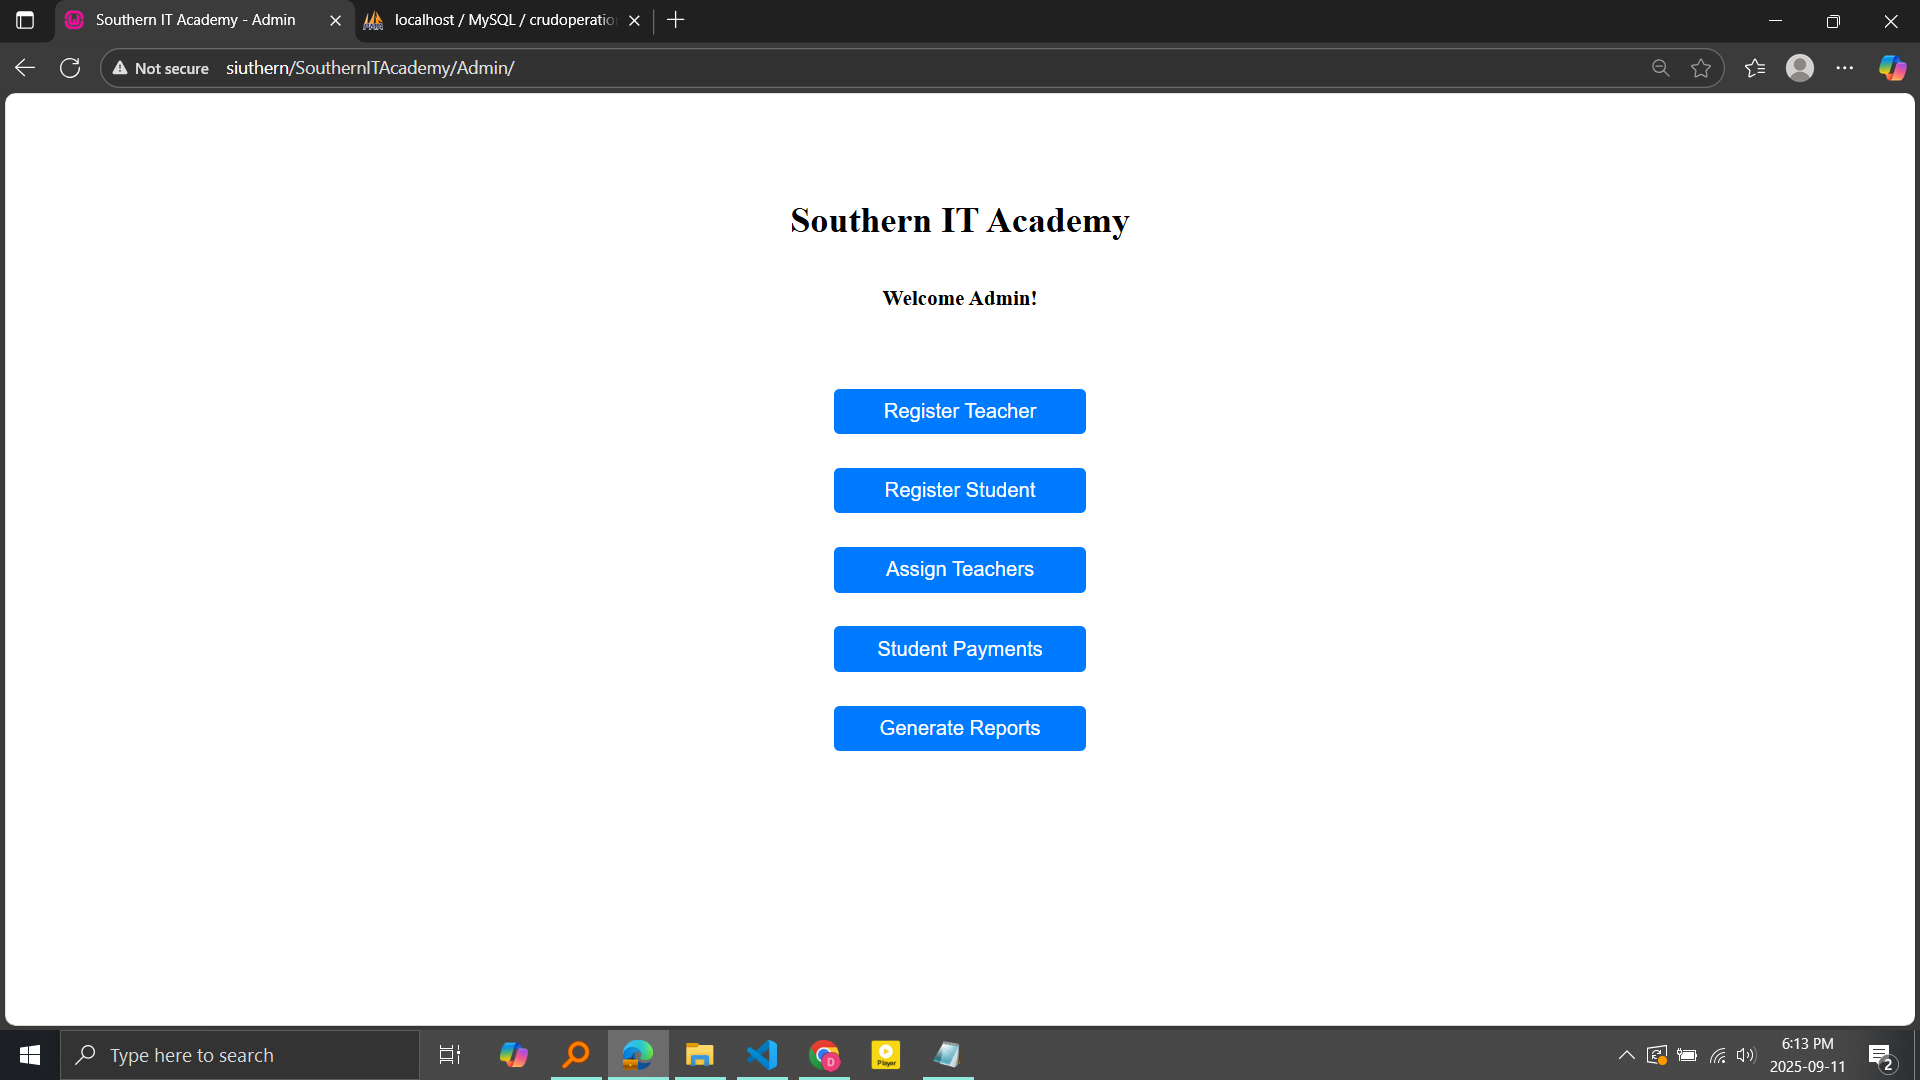 Southern IT Academy - Admin
localhost / MySQL / crudoperatio
Not secure
siuthern/SouthernITAcademy/Admin/
Southern IT Academy
Welcome Admin!
Register Teacher
Register Student
Assign Teachers
Student Payments
Generate Reports
Type here to search
D
Player
6:13 PM
2025-09-11
2